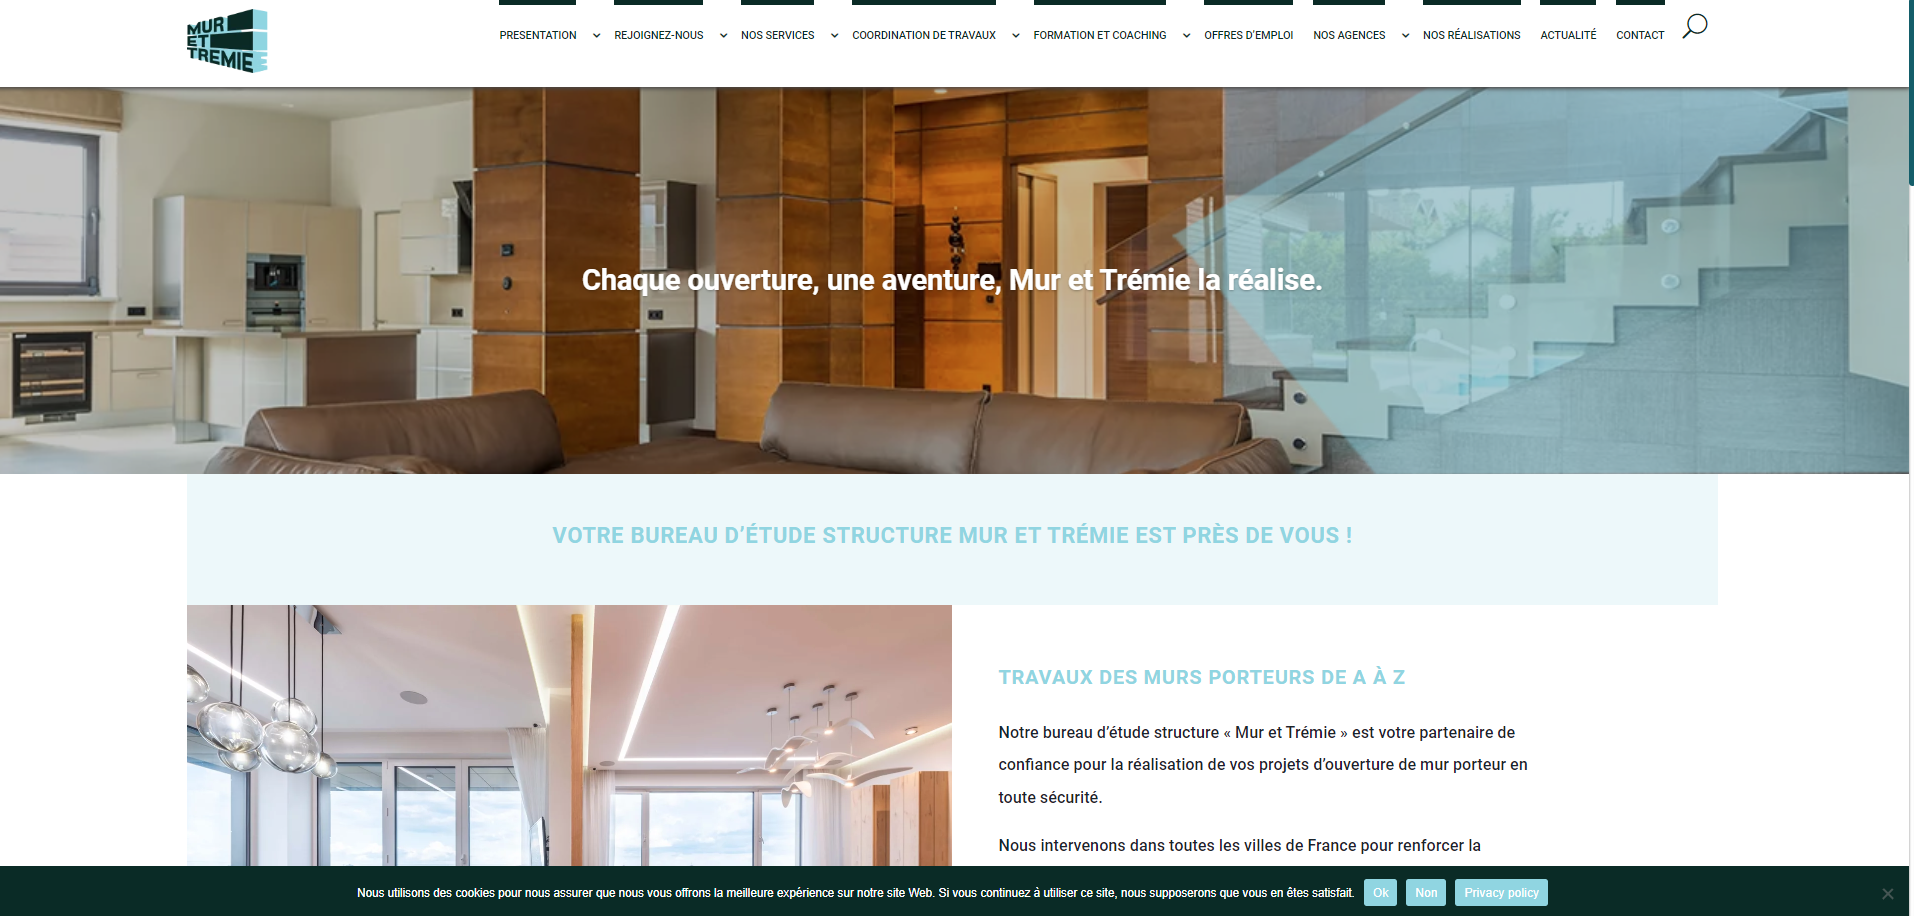 MUR
ET
TREMIE
PRESENTATION
REJOIGNEZ-NOUS
NOS SERVICES
COORDINATION DE TRAVAUX
FORMATION ET COACHING
OFFRES D'EMPLOI
NOS AGENCES
NOS RÉALISATIONS
ACTUALITÉ
CONTACT
Chaque ouverture, une aventure, Mur et Trémie la réalise.
VOTRE BUREAU D’ÉTUDE STRUCTURE MUR ET TRÉMIE EST PRÈS DE VOUS !
TRAVAUX DES MURS PORTEURS DE A À Z
Notre bureau d’étude structure « Mur et Trémie » est votre partenaire de
confiance pour la réalisation de vos projets d’ouverture de mur porteur en
toute sécurité.
Nous intervenons dans toutes les villes de France pour renforcer la
Nous utilisons des cookies pour nous assurer que nous vous offrons la meilleure expérience sur notre site Web. Si vous continuez à utiliser ce site, nous supposerons que vous en êtes satisfait.
Ok
Non
Privacy policy